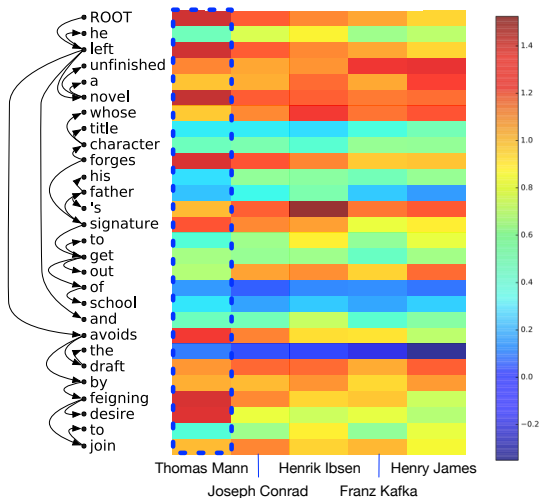 ROOT
he
left
unfinished
a
novel
whose
title
character
forges
his
father
's
signature
to
get
out
of
school
and
avoids
the
draft
by
feigning
desire
to
join
Thomas Mann Henrik Ibsen Henry James
Joseph Conrad Franz Kafka
1.4
1.2
1.0
0.8
0.6
0.4
0.2
0.0
−0.2